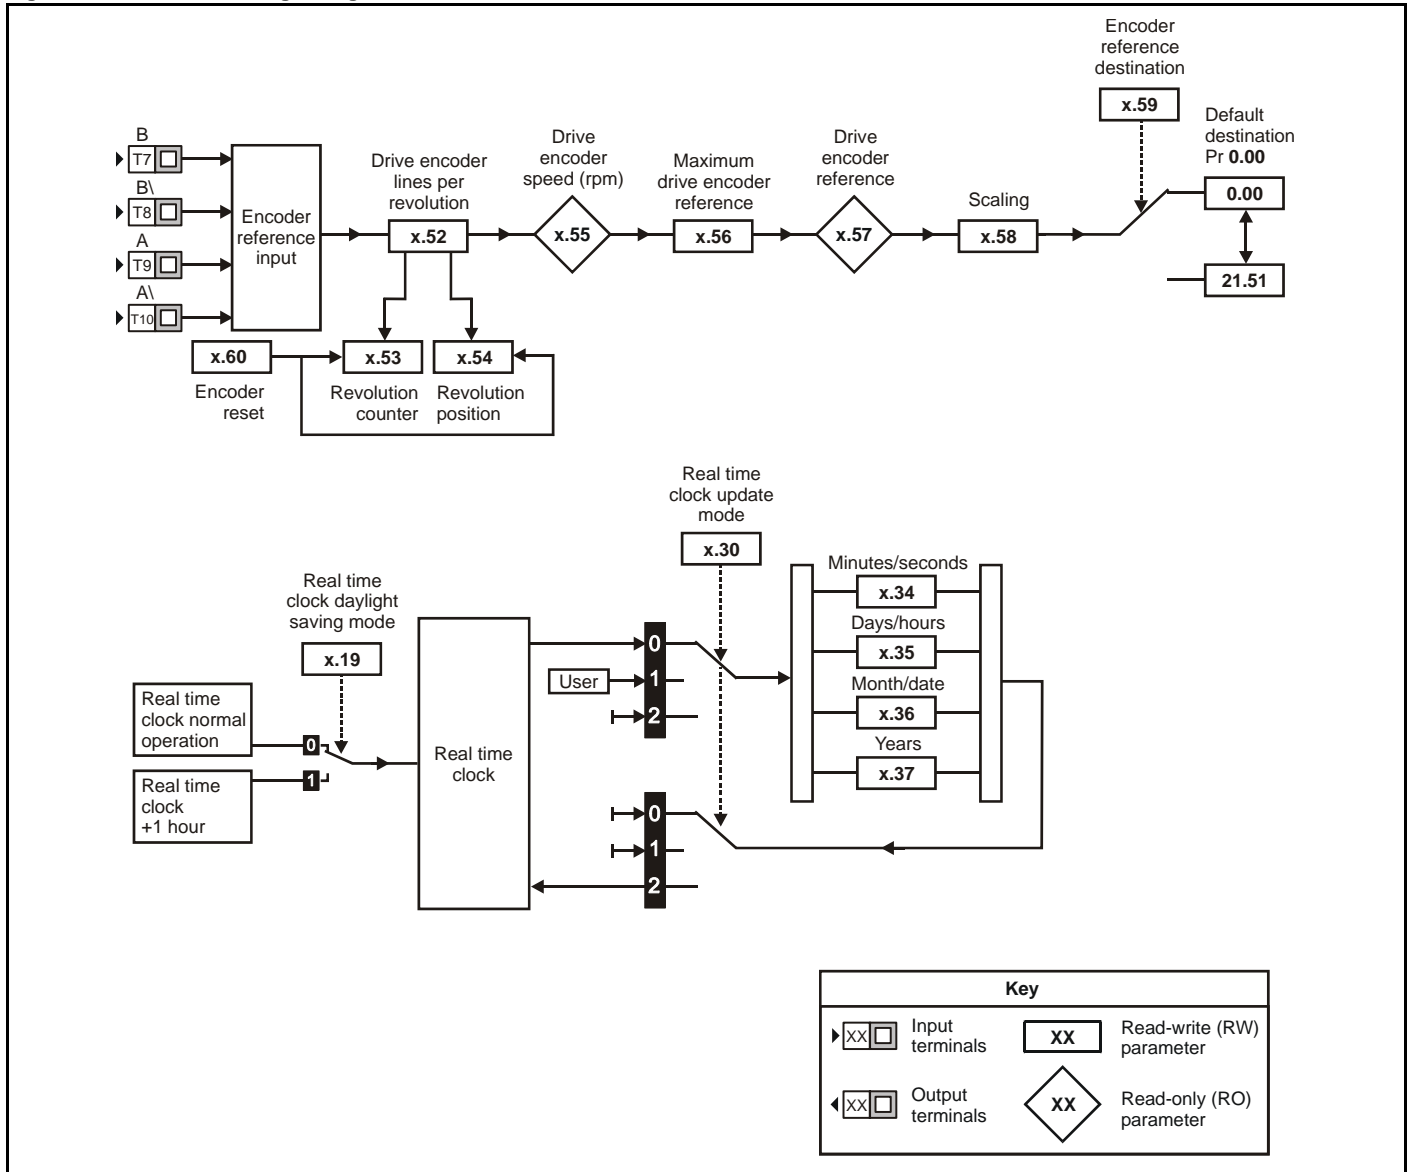 Encoder
reference
destination
x.59
Default
destination
Pr 0.00
0.00
21.51
B
T7
B\
T8
A
T9
A\
T10
Encoder
reference
input
Drive encoder
lines per
revolution
x.52
Drive
encoder
speed (rpm)
x.55
Maximum
drive encoder
reference
x.56
Drive
encoder
reference
x.57
Scaling
x.58
x.60
Encoder
reset
x.53
Revolution
counter
x.54
Revolution
position
Real time
clock update
mode
x.30
Real time
clock daylight
saving mode
x.19
Real time
clock normal
operation
0
Real time
clock
+1 hour
1
Real time
clock
0
User
1
2
Minutes/seconds
x.34
Days/hours
x.35
Month/date
x.36
Years
x.37
0
1
2
Key
XX
Input
terminals
XX
Read-write (RW)
parameter
XX
Output
terminals
XX
Read-only (RO)
parameter